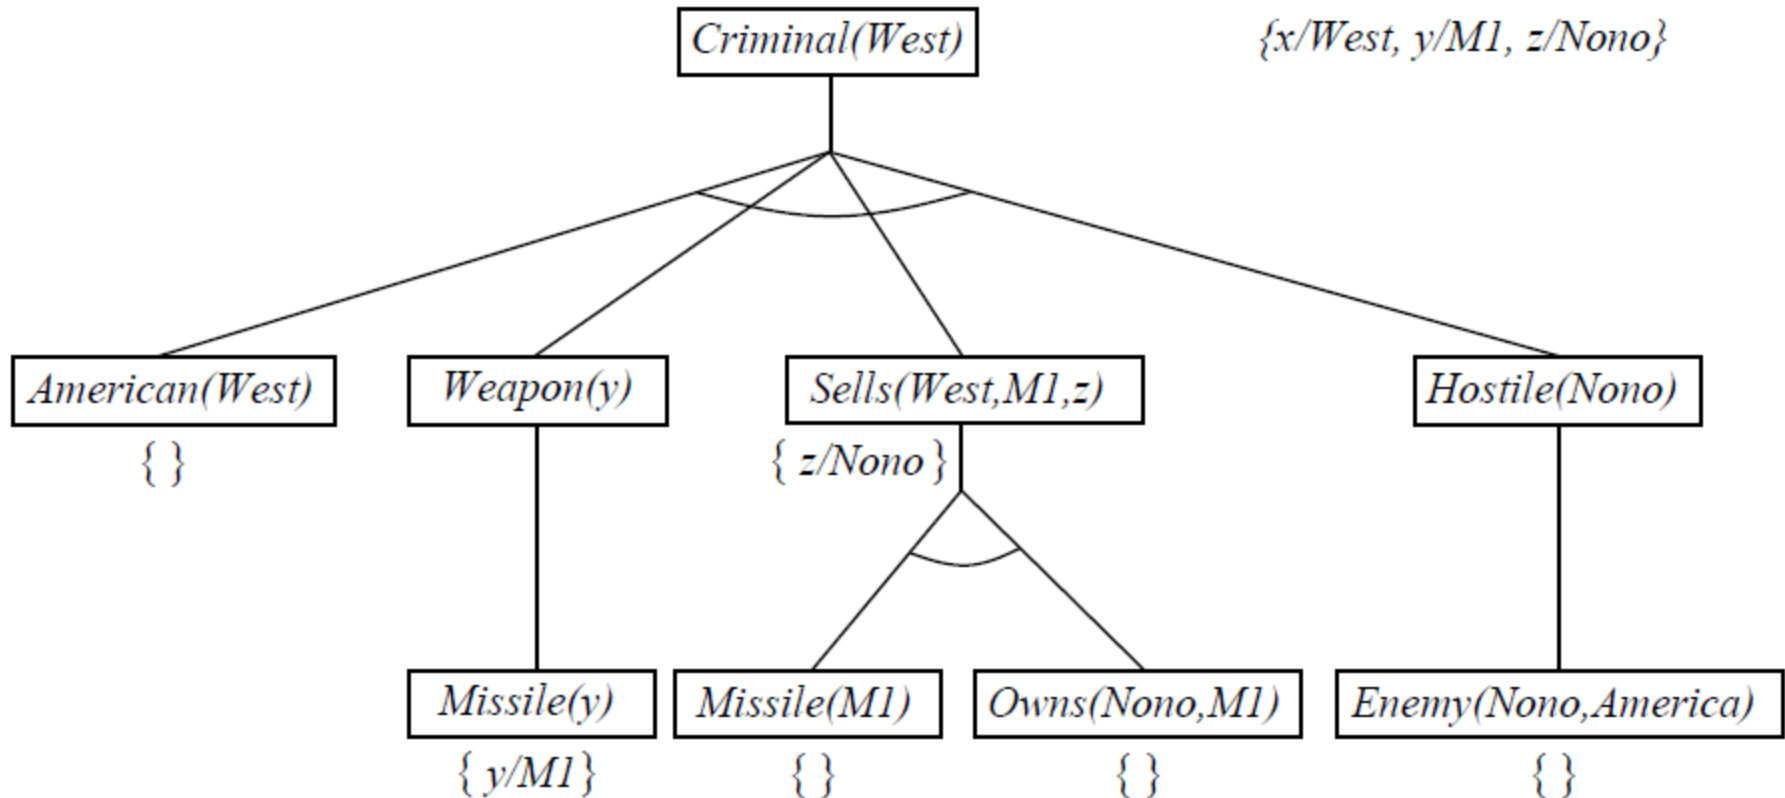 Criminal(West) {x/West, y/M1, z/Nono}
American(West) Weapon(y) Sells(West,M1,z) Hostile(Nono)
{ } { z/Nono }
Missile(y) Missile(M1) Owns(Nono,M1) Enemy(Nono,America)
{ y/M1} { } { } { }